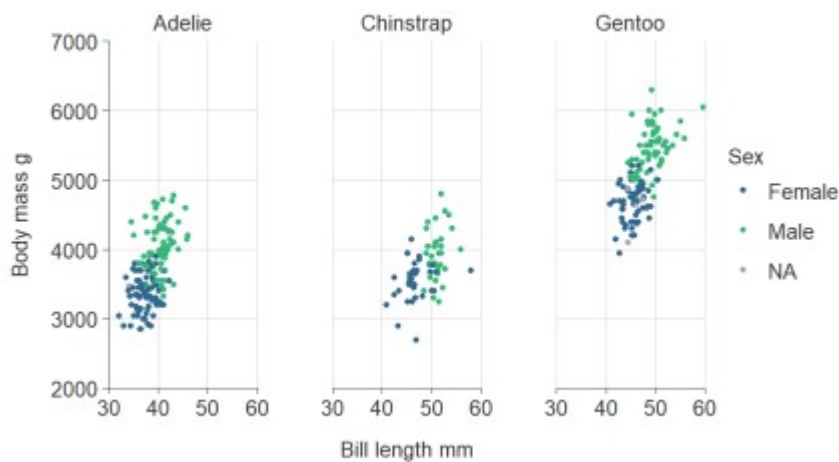 Adelie
Chinstrap
Gentoo
Body mass g
7000
6000
5000
4000
3000
2000
30 40 50 60
30 40 50 60
30 40 50 60
Bill length mm
Sex
Female
Male
NA